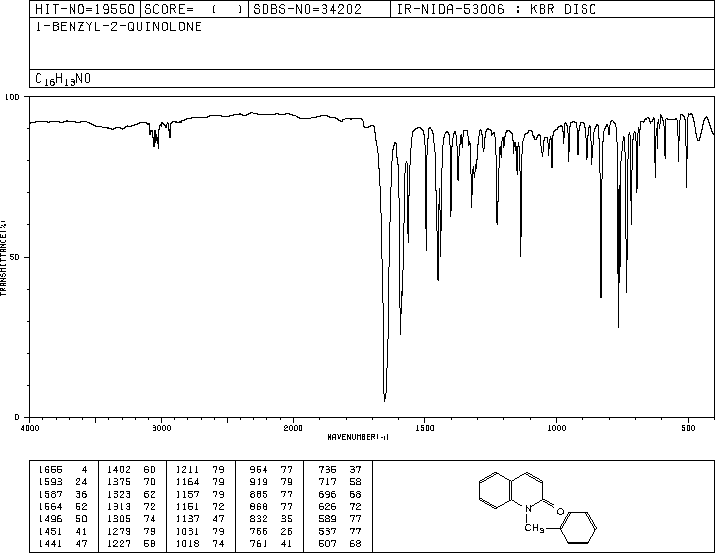 HIT-NO=19550 SCORE= ( ) SDBS-NO=34202 IR-NIDA-53006 : KBR DISC
1-BENZYL-2-QUINOLONE
C16H13NO
100
50
0
TRANSMITTANCE(%)
4000 3000 2000 1500 1000 500
WAVENUMBER(-1)
1655 4 1402 60 1211 79 954 77 736 37
1593 24 1375 70 1164 79 919 79 717 58
1587 36 1323 62 1157 79 885 77 696 68
1564 52 1313 72 1151 72 868 77 626 72
1496 50 1305 74 1137 47 832 35 589 77
1451 41 1279 79 1031 79 766 26 537 77
1441 47 1227 58 1018 74 761 41 507 68
N
O
CH2